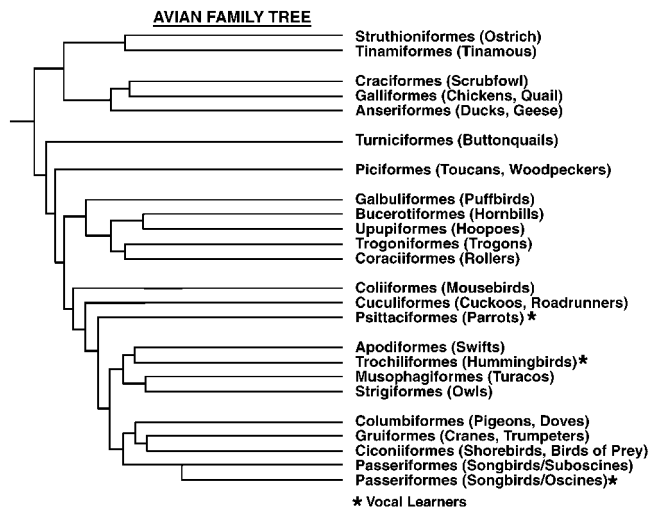 AVIAN FAMILY TREE
Struthioniformes (Ostrich)
Tinamiformes (Tinamous)
Craciformes (Scrubfowl)
Galliformes (Chickens, Quail)
Anseriformes (Ducks, Geese)
Turniciformes (Buttonquails)
Piciformes (Toucans, Woodpeckers)
Galbuliformes (Puffbirds)
Bucerotiformes (Hornbills)
Upupiformes (Hoopoes)
Trogoniformes (Trogons)
Coraciiformes (Rollers)
Coliiformes (Mousebirds)
Cuculiformes (Cuckoos, Roadrunners)
Psittaciformes (Parrots)*
Apodiformes (Swifts)
Trochiliformes (Hummingbirds)*
Musophagiformes (Turacos)
Strigiformes (Owls)
Columbiformes (Pigeons, Doves)
Gruiformes (Cranes, Trumpeters)
Ciconiiformes (Shorebirds, Birds of Prey)
Passeriformes (Songbirds/Suboscines)
Passeriformes (Songbirds/Oscines)*
* Vocal Learners